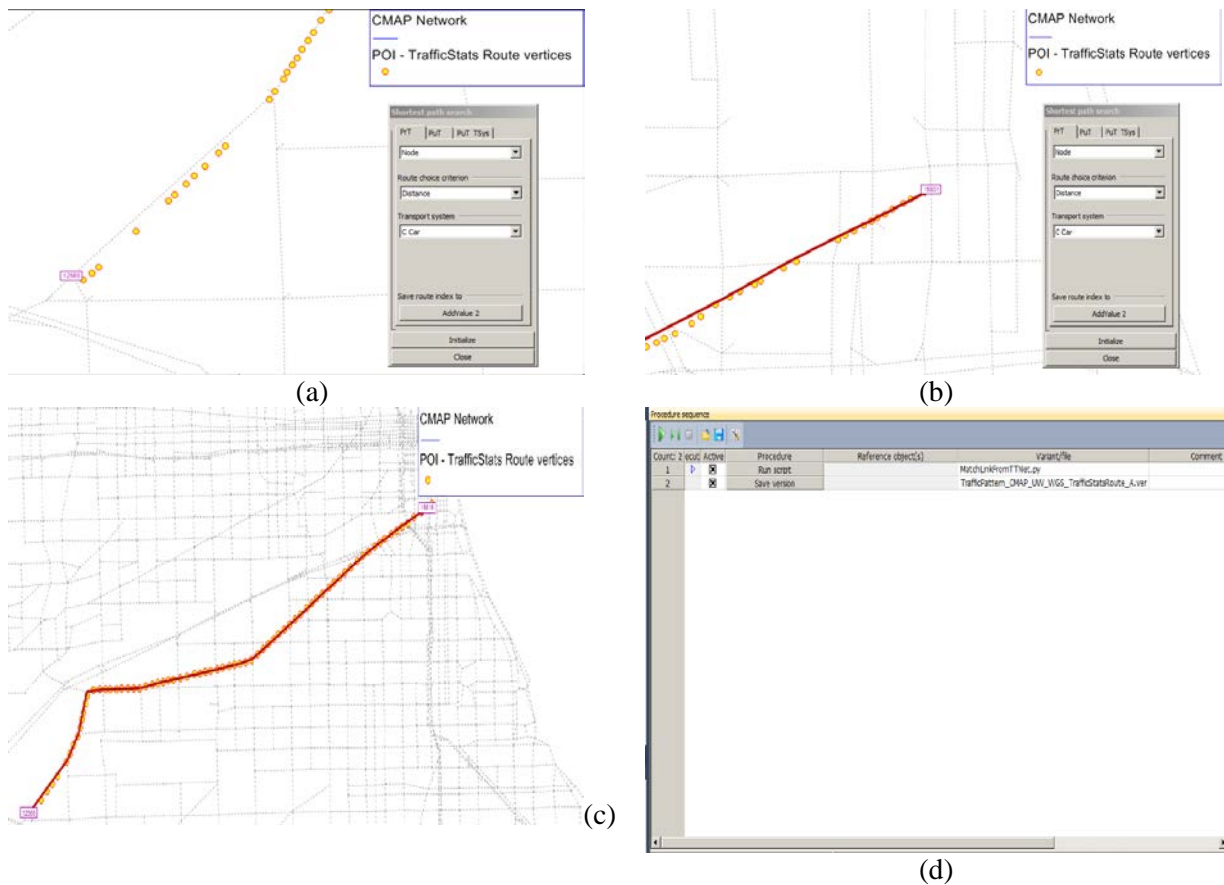 CMAP Network
POI - TrafficStats Route vertices
Shortest path search
PrT PuT PuT TSys
Node
Route choice criterion
Distance
Transport system
C Car
Save route index to
AddValue 2
Initialize
Close
(a)
CMAP Network
POI - TrafficStats Route vertices
Shortest path search
PrT PuT PuT TSys
Node
Route choice criterion
Distance
Transport system
C Car
Save route index to
AddValue 2
Initialize
Close
(b)
CMAP Network
POI - TrafficStats Route vertices
(c)
Procedure sequence
Count: 2 ecut Active Procedure Reference object(s) Variant/file Comment
1 Run script MatchLinkFromTTNet.py
2 Save version TrafficPattern_CMAP_UW_WGS_TrafficStatsRoute_A.ver
(d)